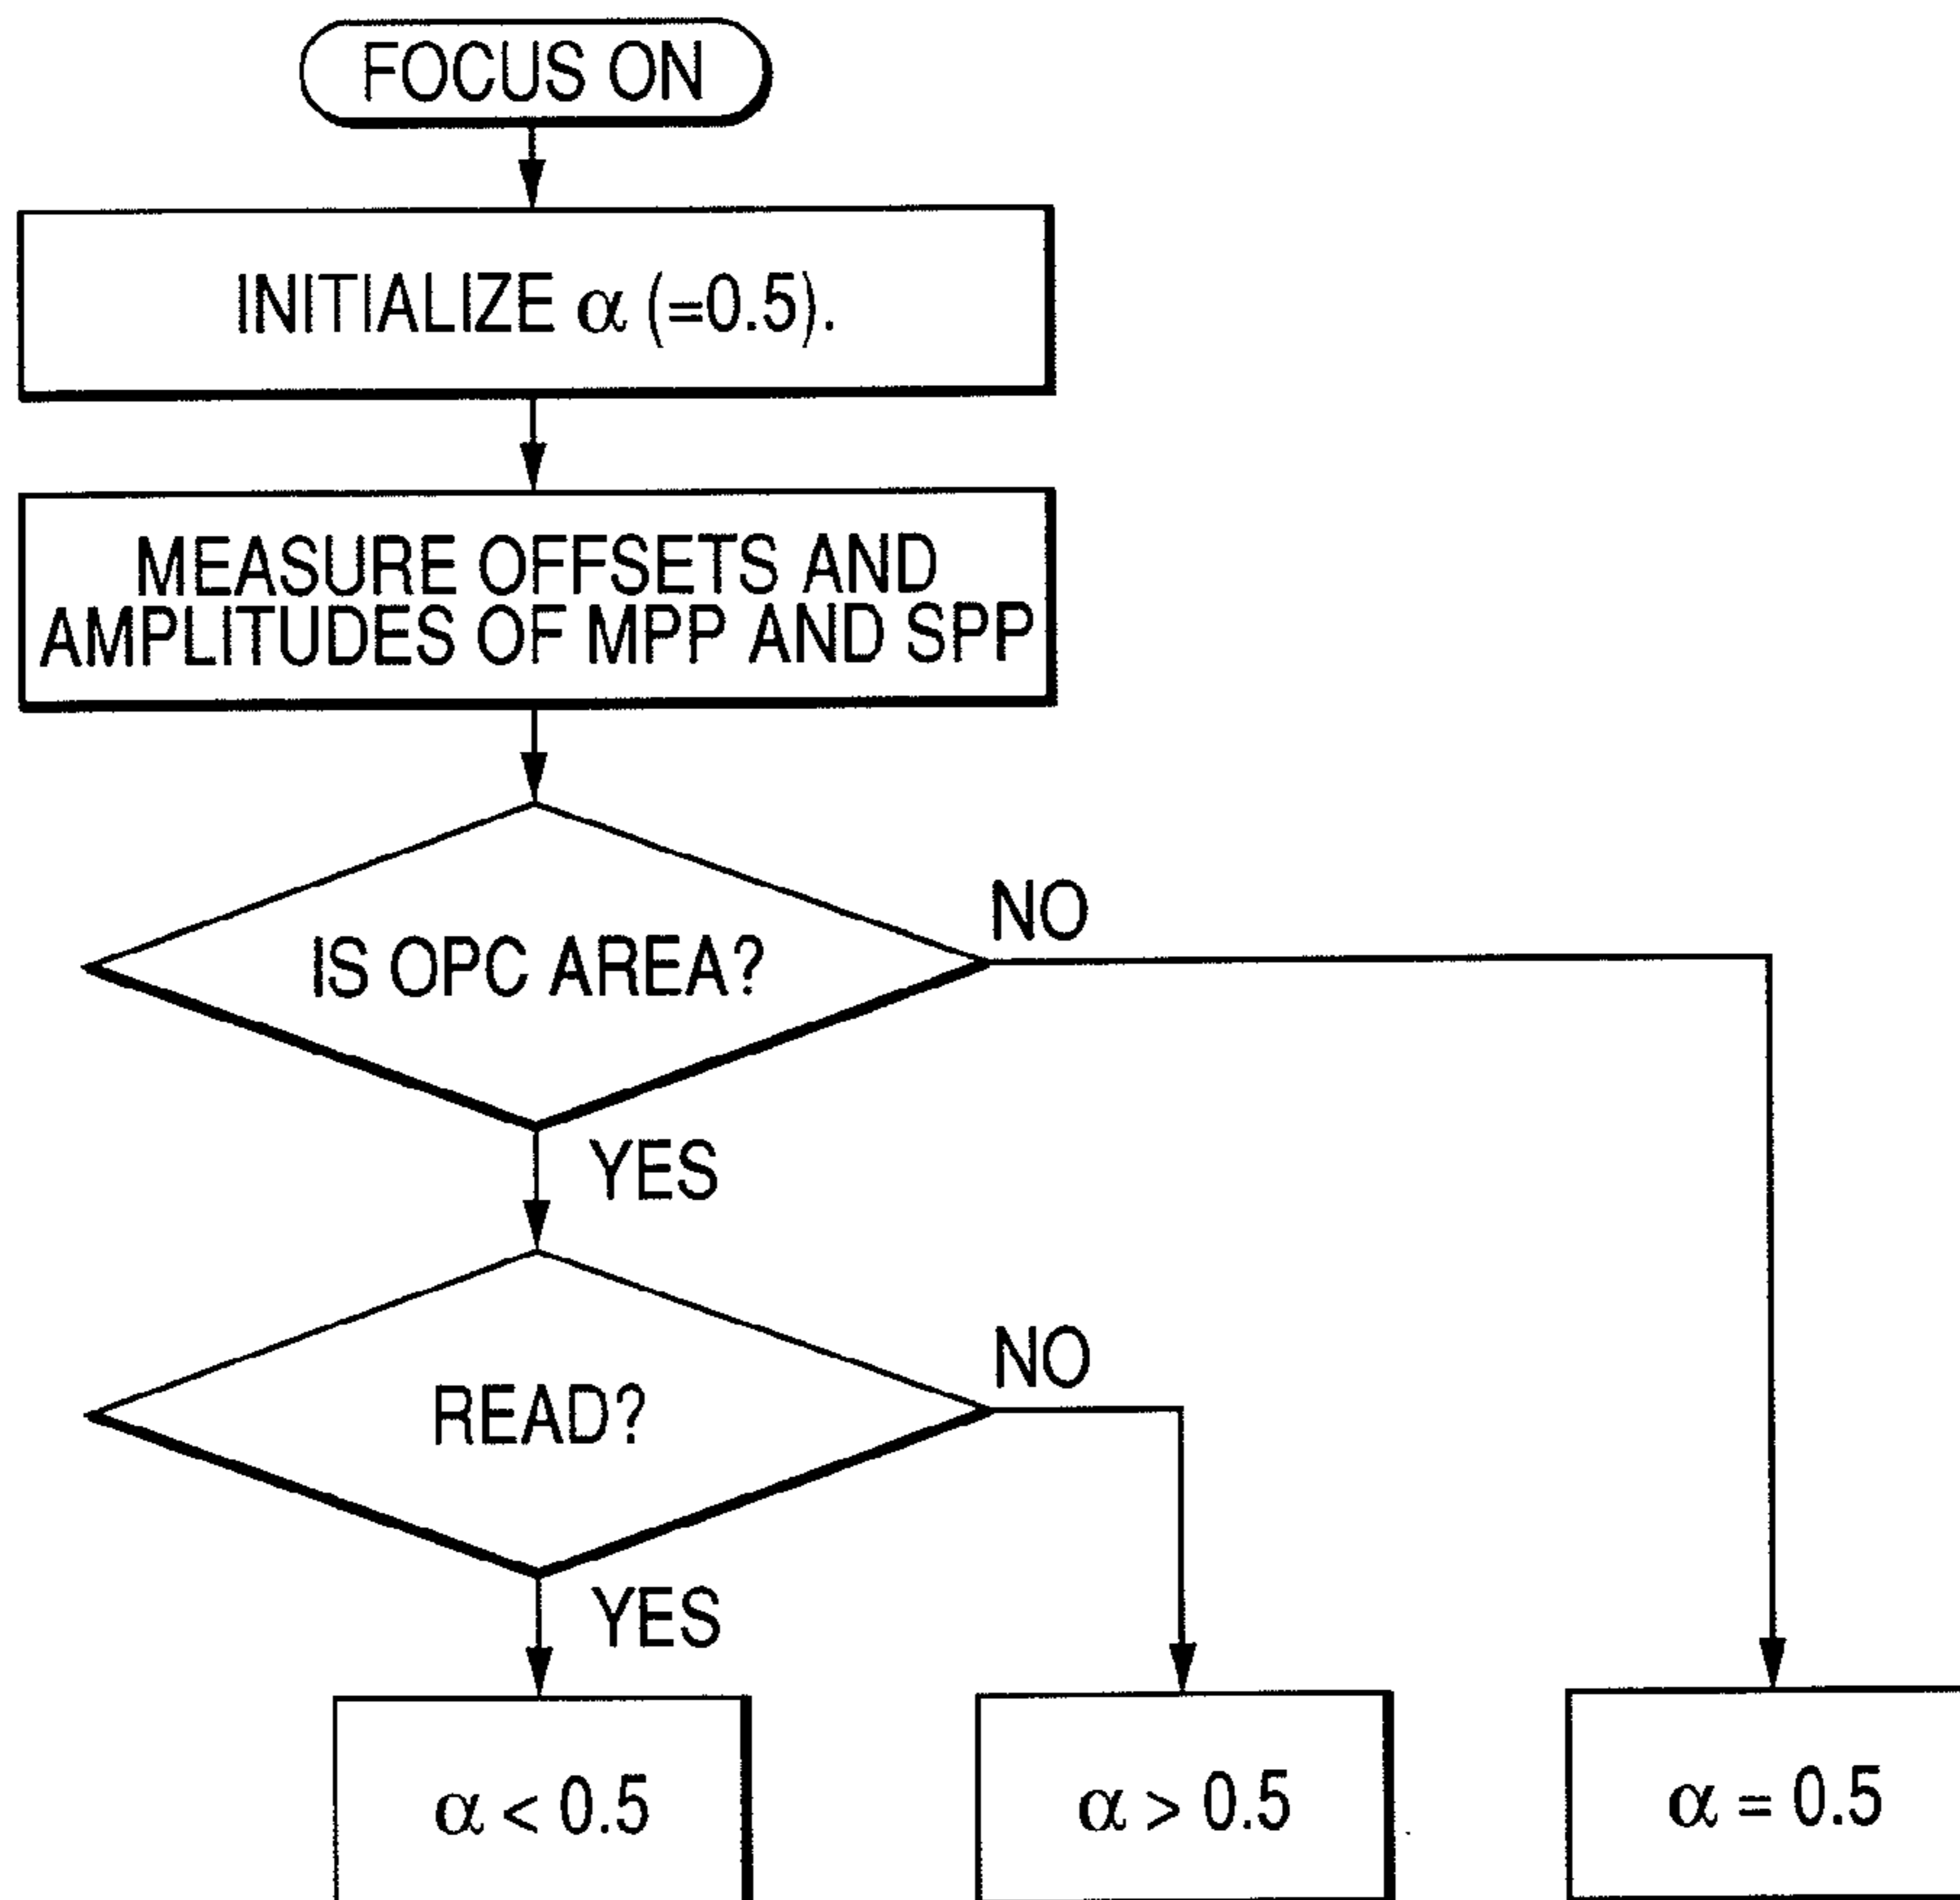 FOCUS ON
INITIALIZE α (=0.5).
MEASURE OFFSETS AND
AMPLITUDES OF MPP AND SPP
IS OPC AREA?
NO
YES
READ?
NO
YES
α < 0.5
α > 0.5
α = 0.5